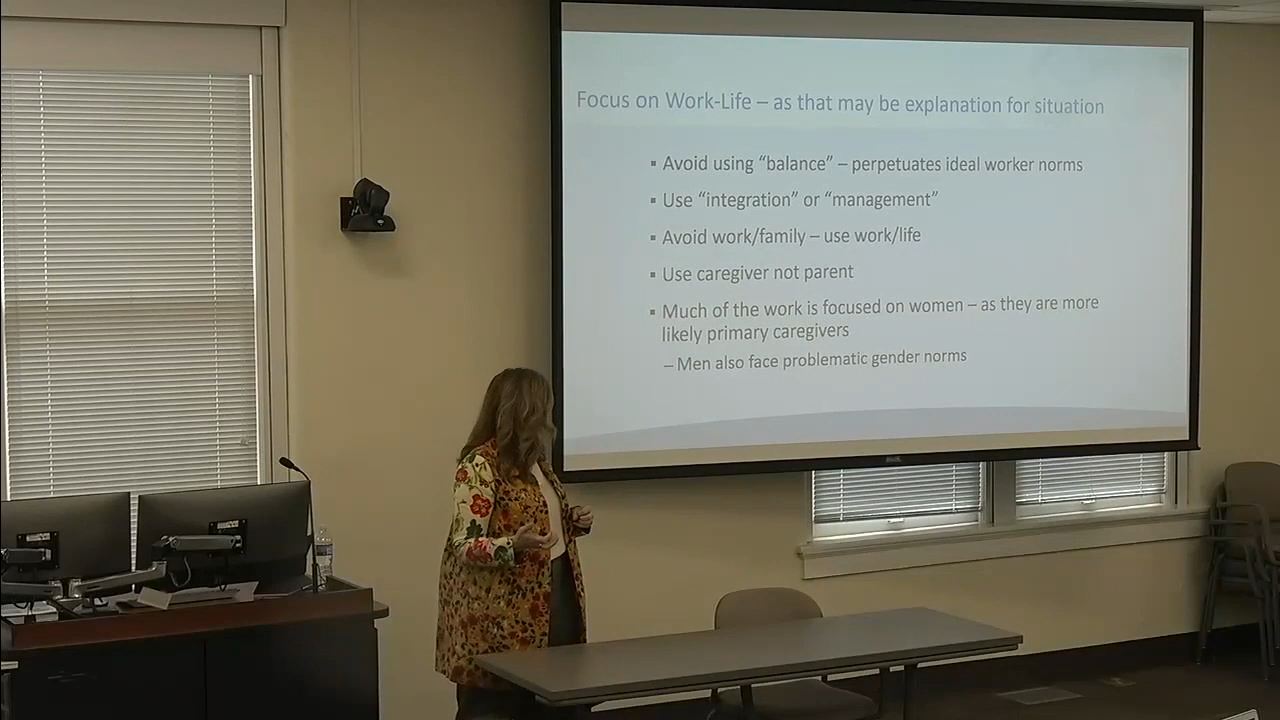 Focus on Work-Life – as that may be explanation for situation
▪ Avoid using “balance” – perpetuates ideal worker norms
▪ Use “integration” or “management”
▪ Avoid work/family – use work/life
▪ Use caregiver not parent
▪ Much of the work is focused on women – as they are more
likely primary caregivers
– Men also face problematic gender norms